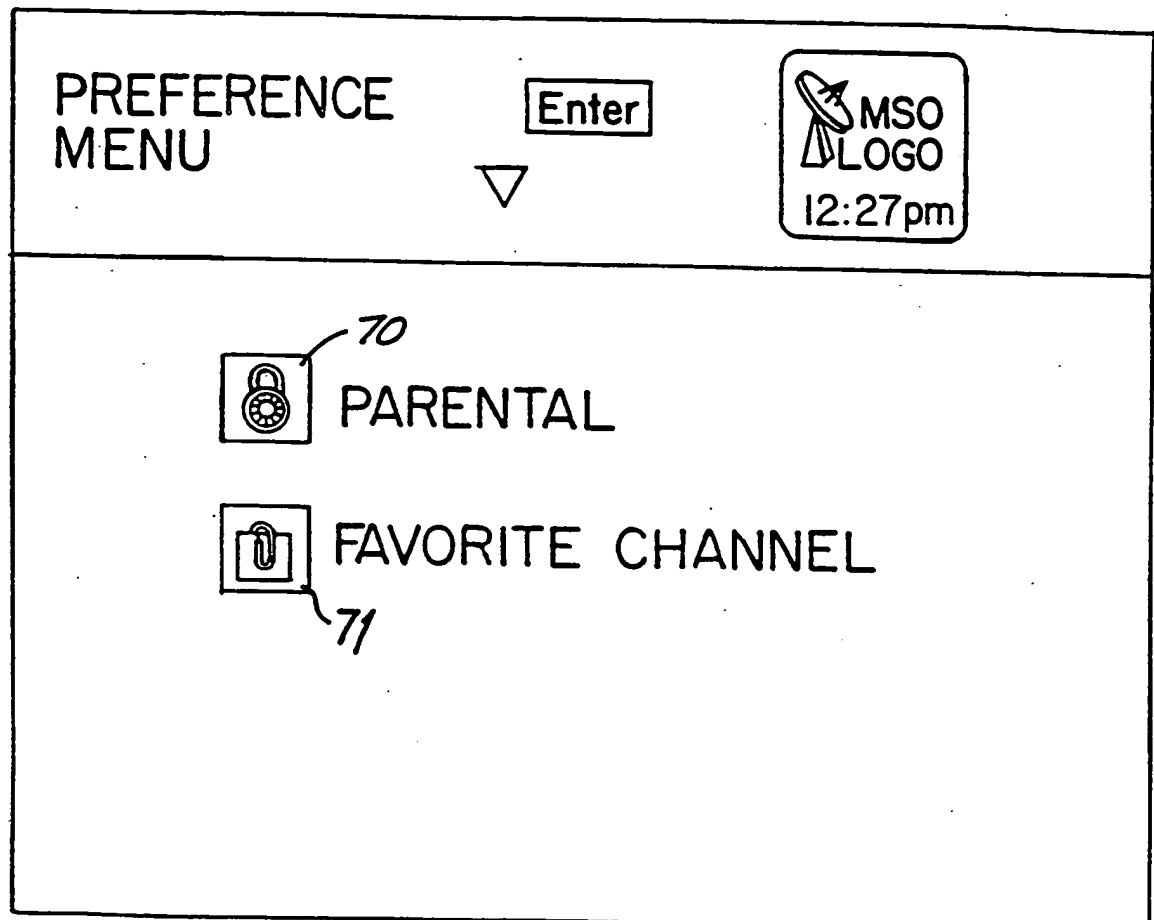 PREFERENCE
MENU
Enter
MSO
LOGO
12:27pm
70
PARENTAL
FAVORITE CHANNEL
71